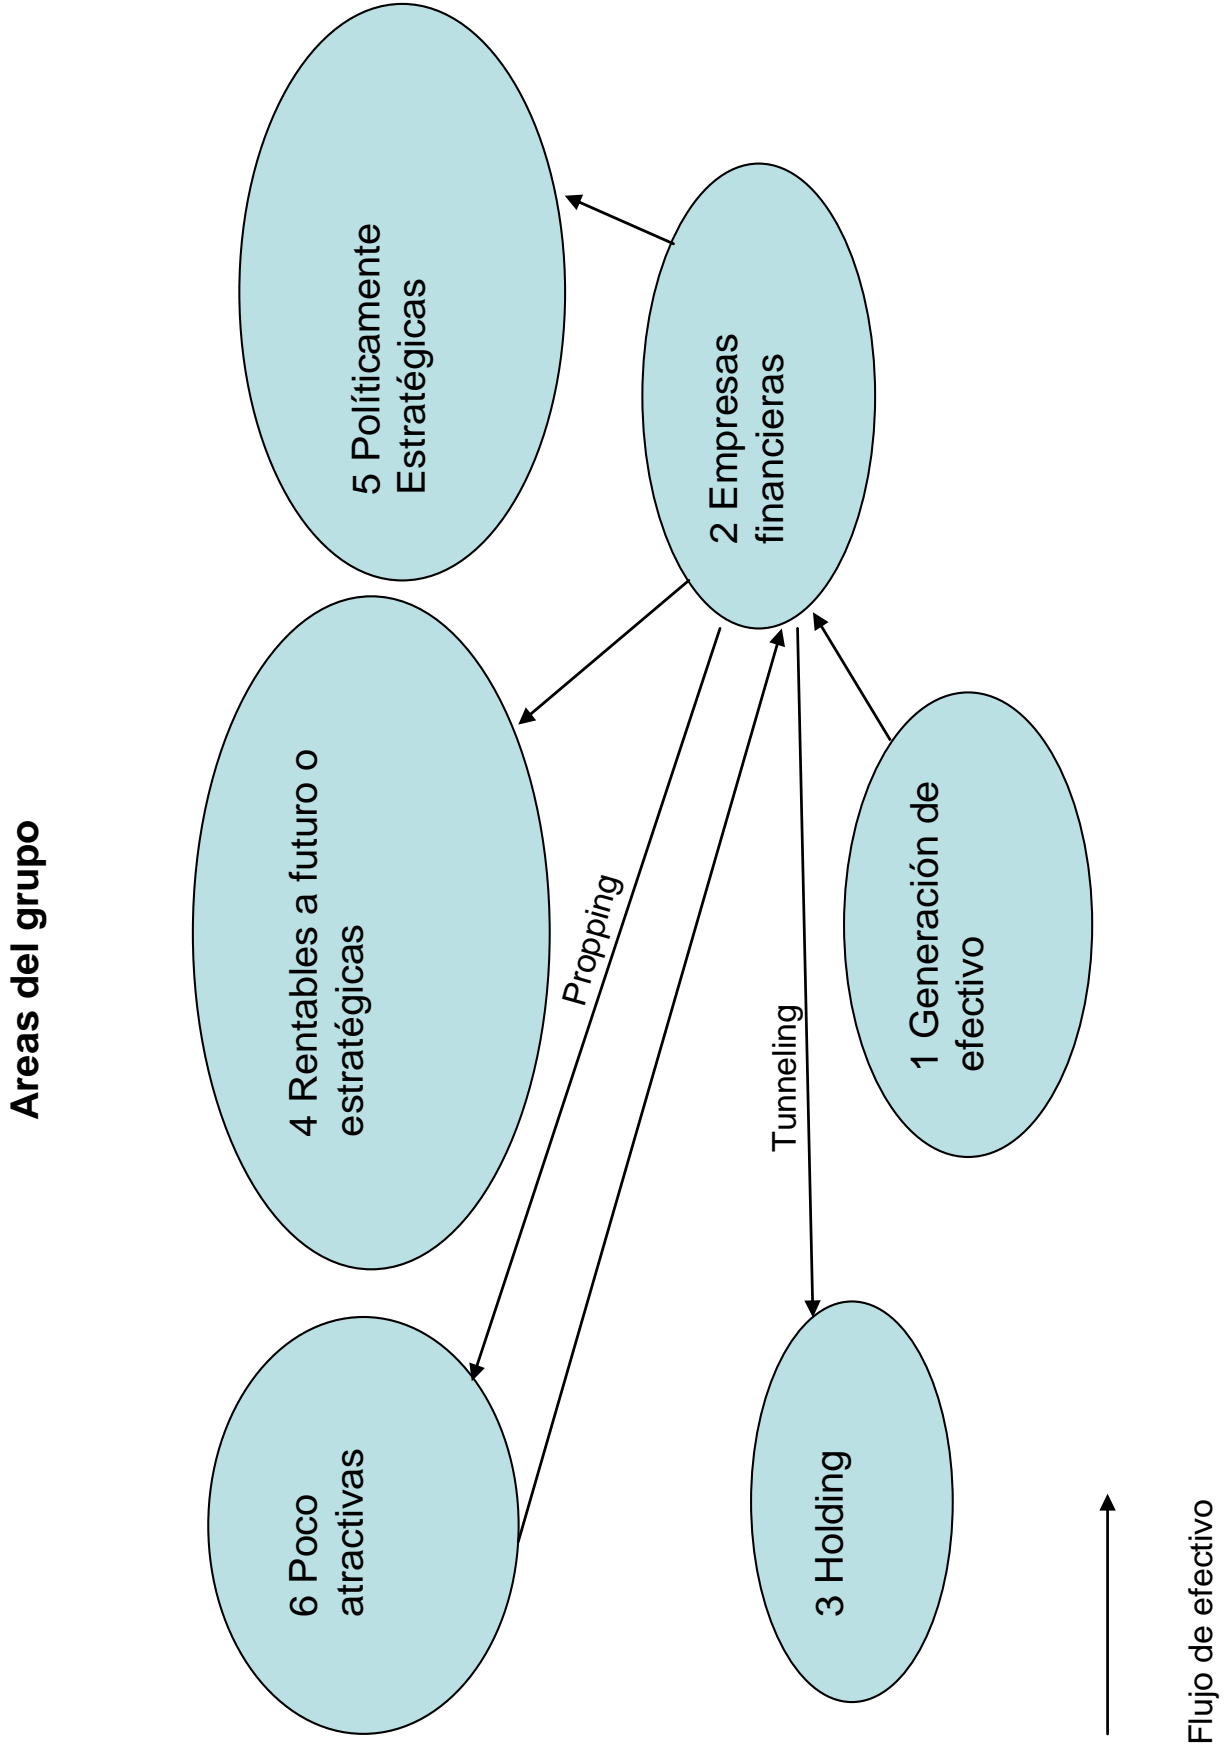 Areas del grupo
6 Poco
atractivas
4 Rentables a futuro o
estratégicas
5 Políticamente
Estratégicas
Propping
Tunneling
2 Empresas
financieras
3 Holding
1 Generación de
efectivo
Flujo de efectivo